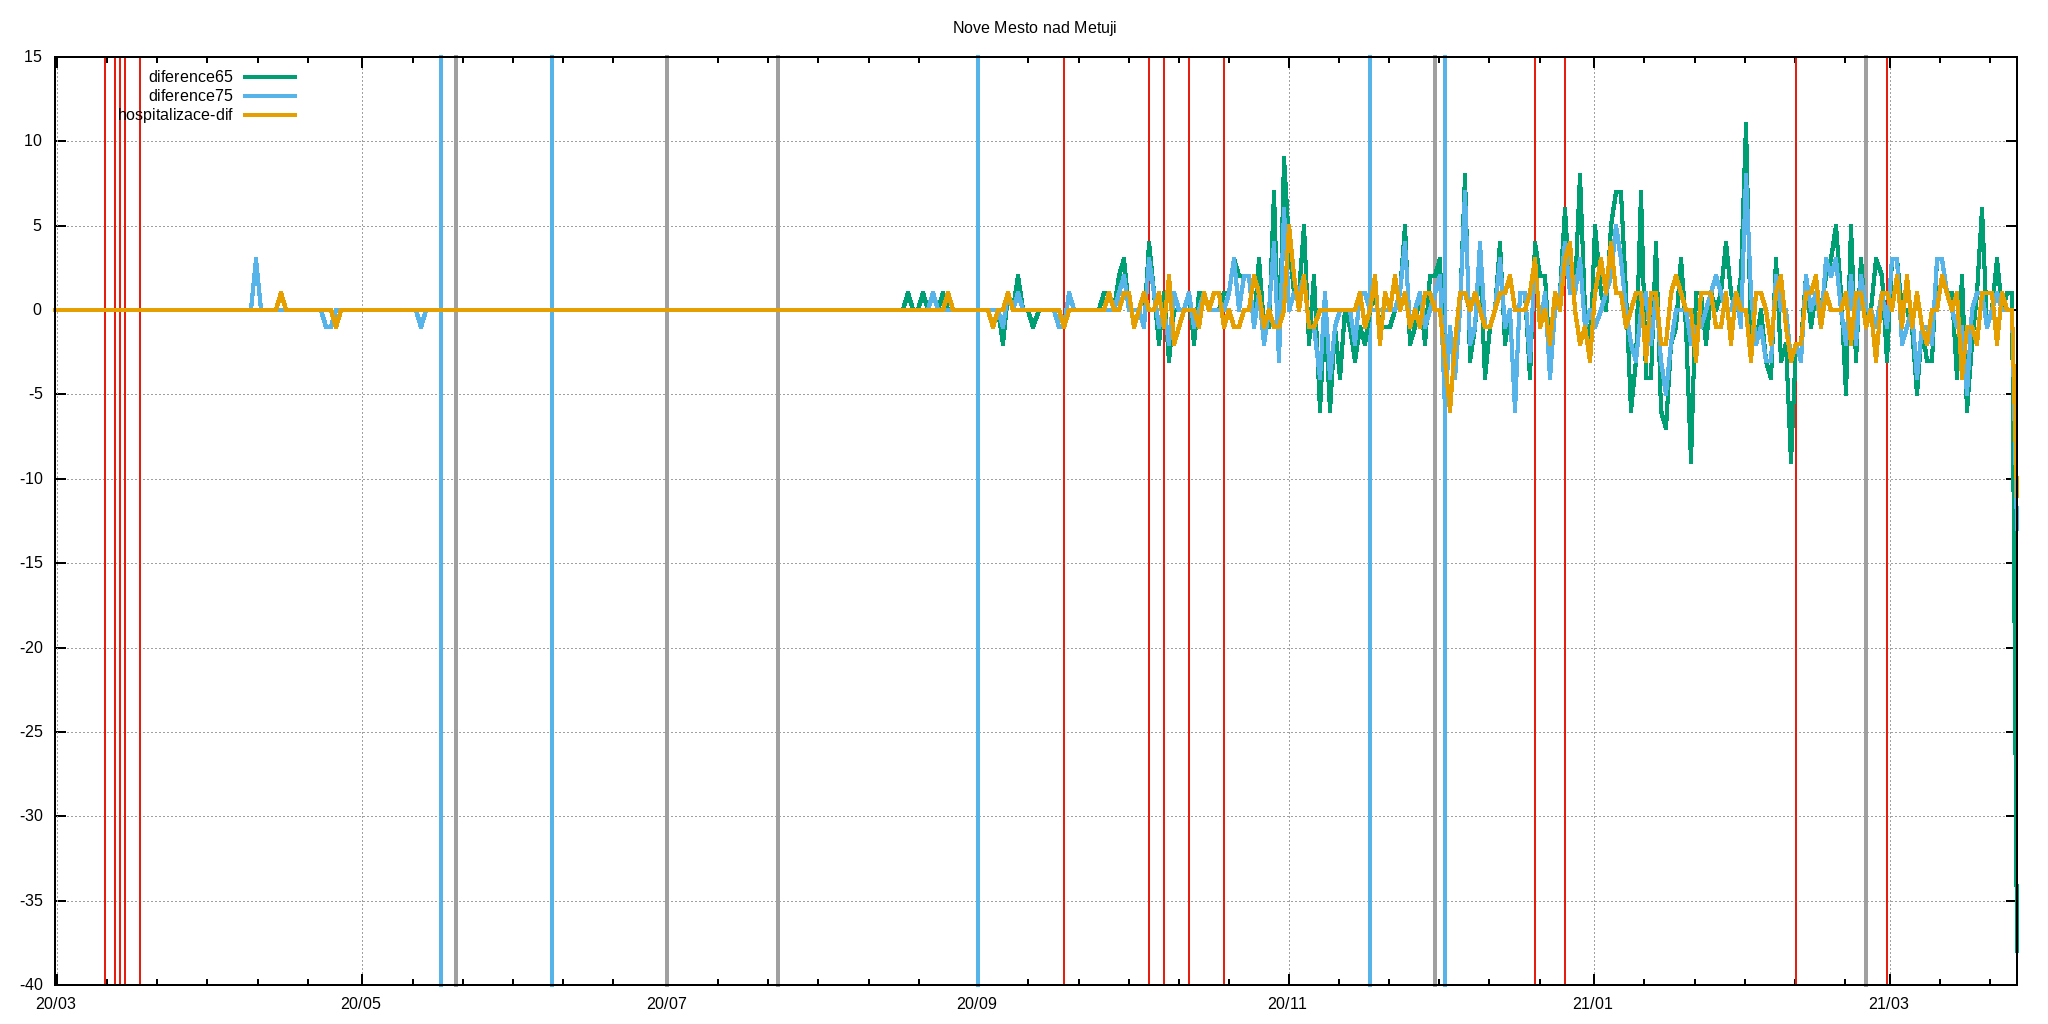 Nove Mesto nad Metuji
15
10
5
0
-5
-10
-15
-20
-25
-30
-35
-40
diference65
diference75
hospitalizace-dif
20/03 20/05 20/07 20/09 20/11 21/01 21/03